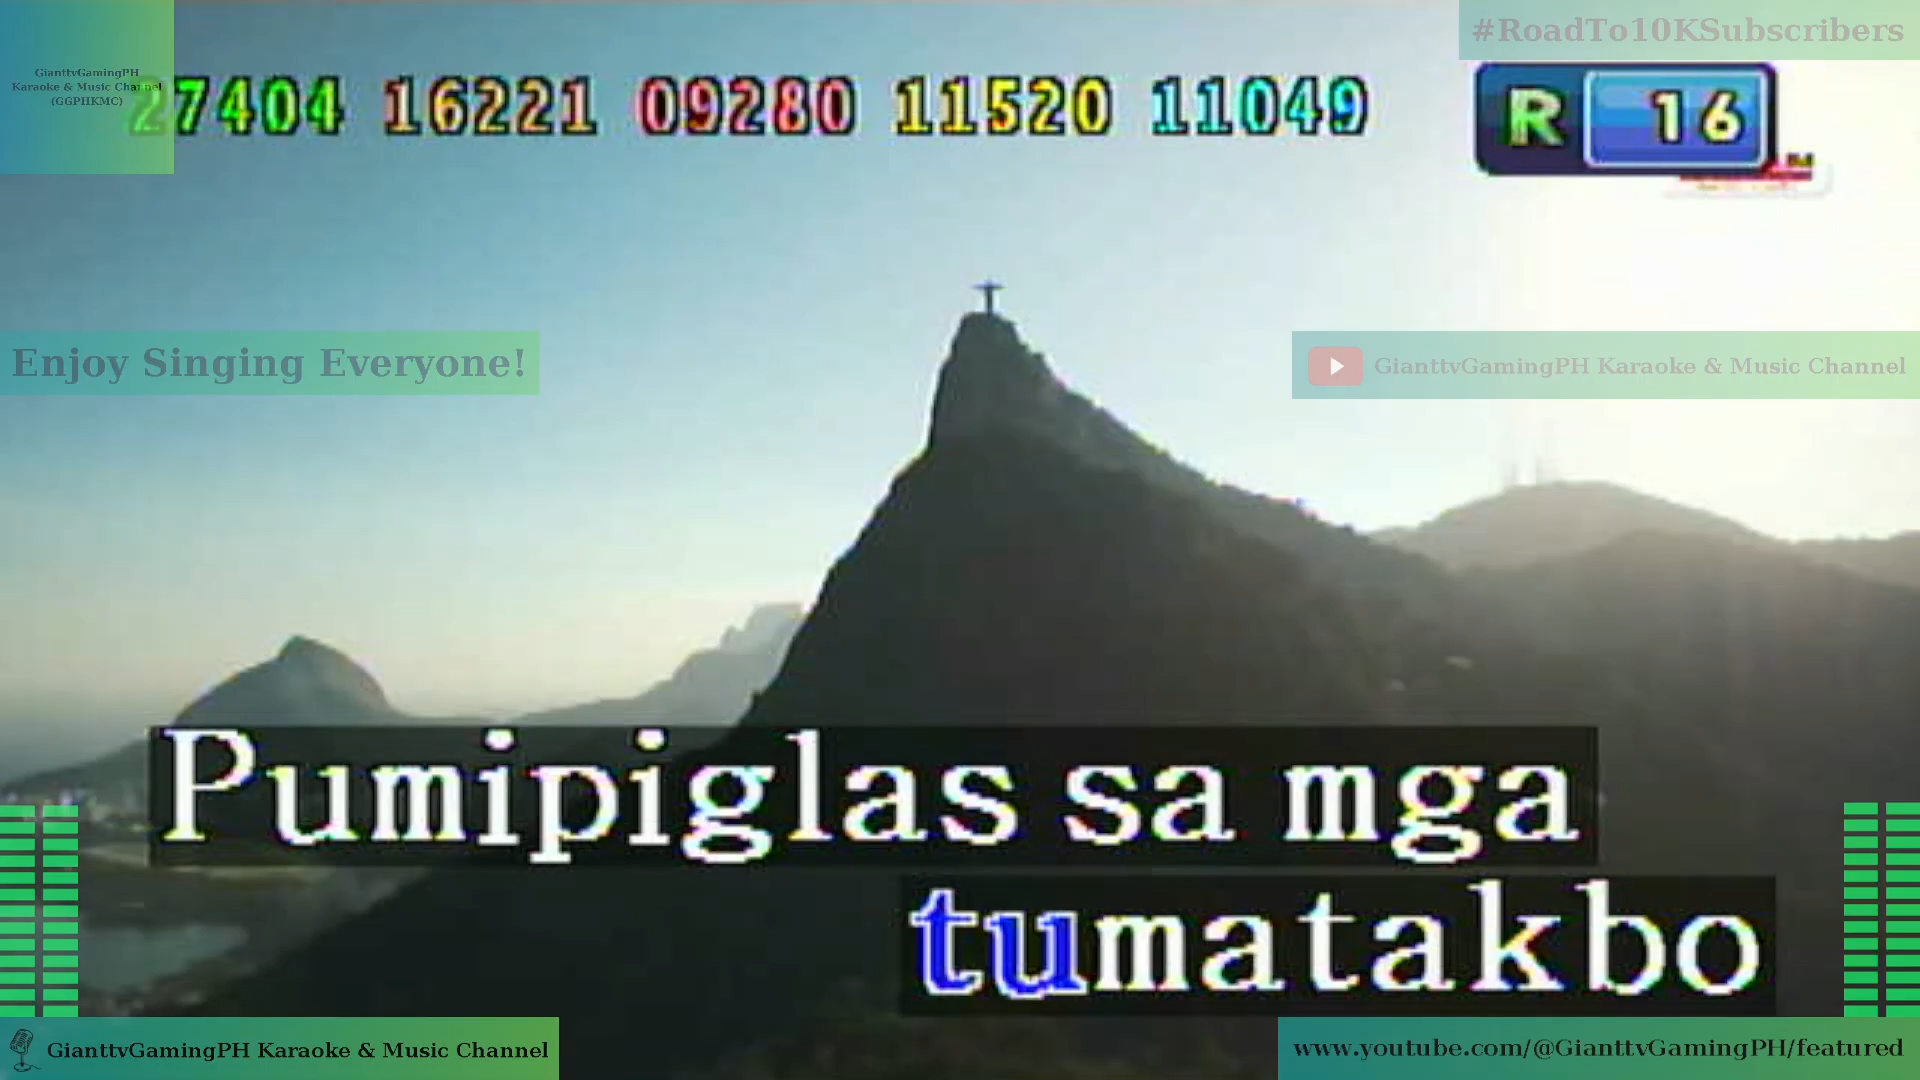 #RoadTo10KSubscribers
GianttvGamingPH
Karaoke & Music Channel
(GGPHKMC)
27404 16221 09280 11520 11049
R 16
Enjoy Singing Everyone!
GianttvGamingPH Karaoke & Music Channel
Pumipiglas sa mga
tumatakbo
GianttvGamingPH Karaoke & Music Channel
www.youtube.com/@GianttvGamingPH/featured